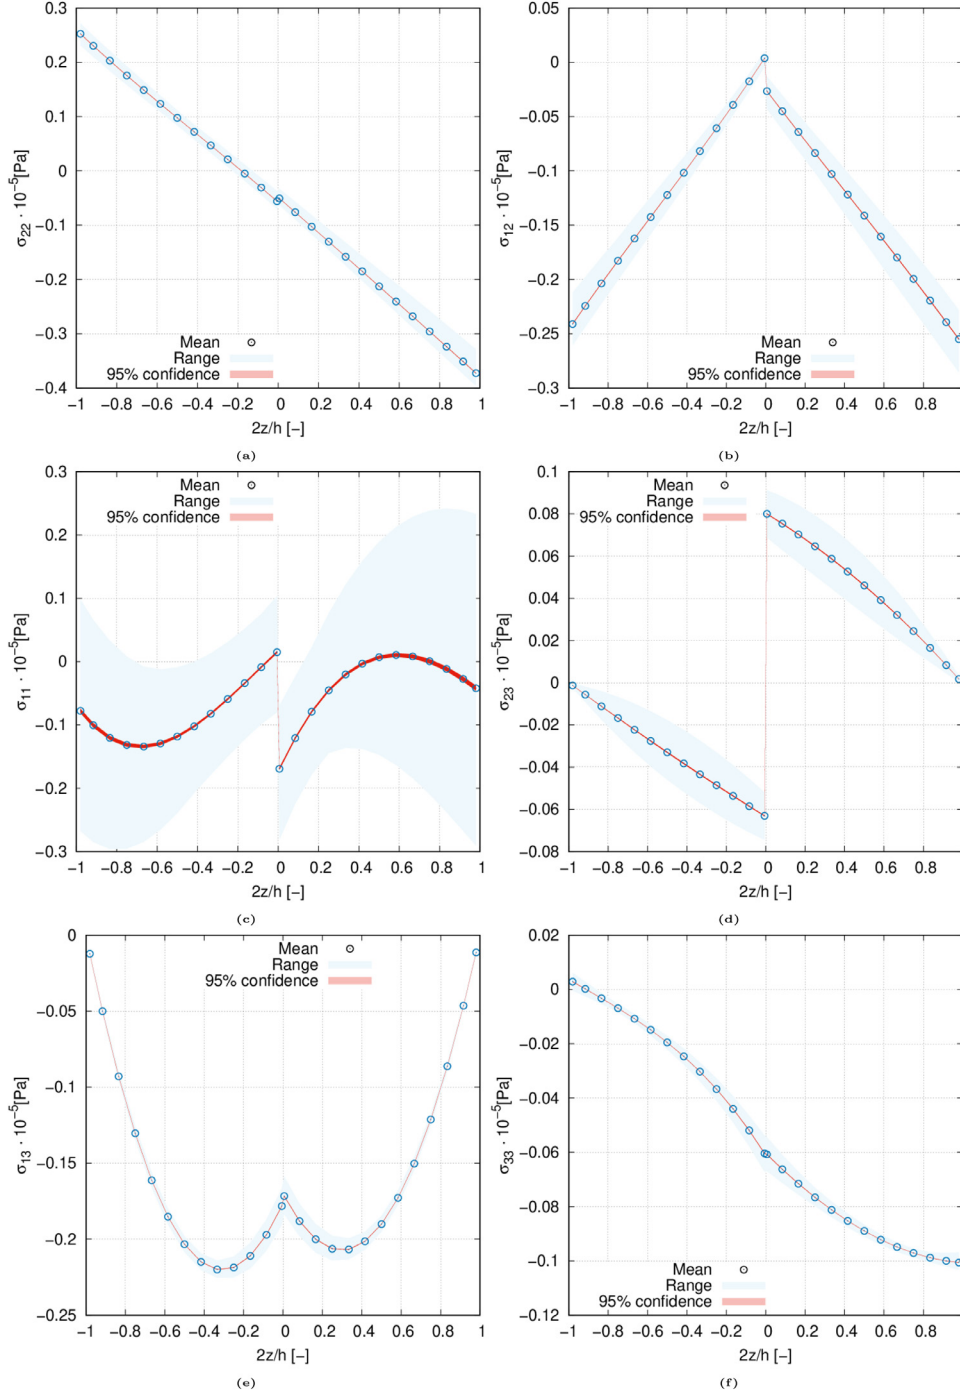 0.3
0.2
0.1
0
−0.1
−0.2
−0.3
−0.4
σ22 · 10−5[Pa]
Mean
Range
95% confidence
−1 −0.8 −0.6 −0.4 −0.2 0 0.2 0.4 0.6 0.8 1
2z/h [−]
(a)
0.05
0
−0.05
−0.1
−0.15
−0.2
−0.25
−0.3
σ12 · 10−5[Pa]
Mean
Range
95% confidence
−1 −0.8 −0.6 −0.4 −0.2 0 0.2 0.4 0.6 0.8
2z/h [−]
(b)
0.3
0.2
0.1
0
−0.1
−0.2
−0.3
σ11 · 10−5[Pa]
Mean
Range
95% confidence
−1 −0.8 −0.6 −0.4 −0.2 0 0.2 0.4 0.6 0.8 1
2z/h [−]
(c)
0.1
0.08
0.06
0.04
0.02
0
−0.02
−0.04
−0.06
−0.08
σ23 · 10−5[Pa]
Mean
Range
95% confidence
−1 −0.8 −0.6 −0.4 −0.2 0 0.2 0.4 0.6 0.8
2z/h [−]
(d)
0
−0.05
−0.1
−0.15
−0.2
−0.25
σ13 · 10−5[Pa]
Mean
Range
95% confidence
−1 −0.8 −0.6 −0.4 −0.2 0 0.2 0.4 0.6 0.8 1
2z/h [−]
(e)
0.02
0
−0.02
−0.04
−0.06
−0.08
−0.1
−0.12
σ33 · 10−5[Pa]
Mean
Range
95% confidence
−1 −0.8 −0.6 −0.4 −0.2 0 0.2 0.4 0.6 0.8
2z/h [−]
(f)